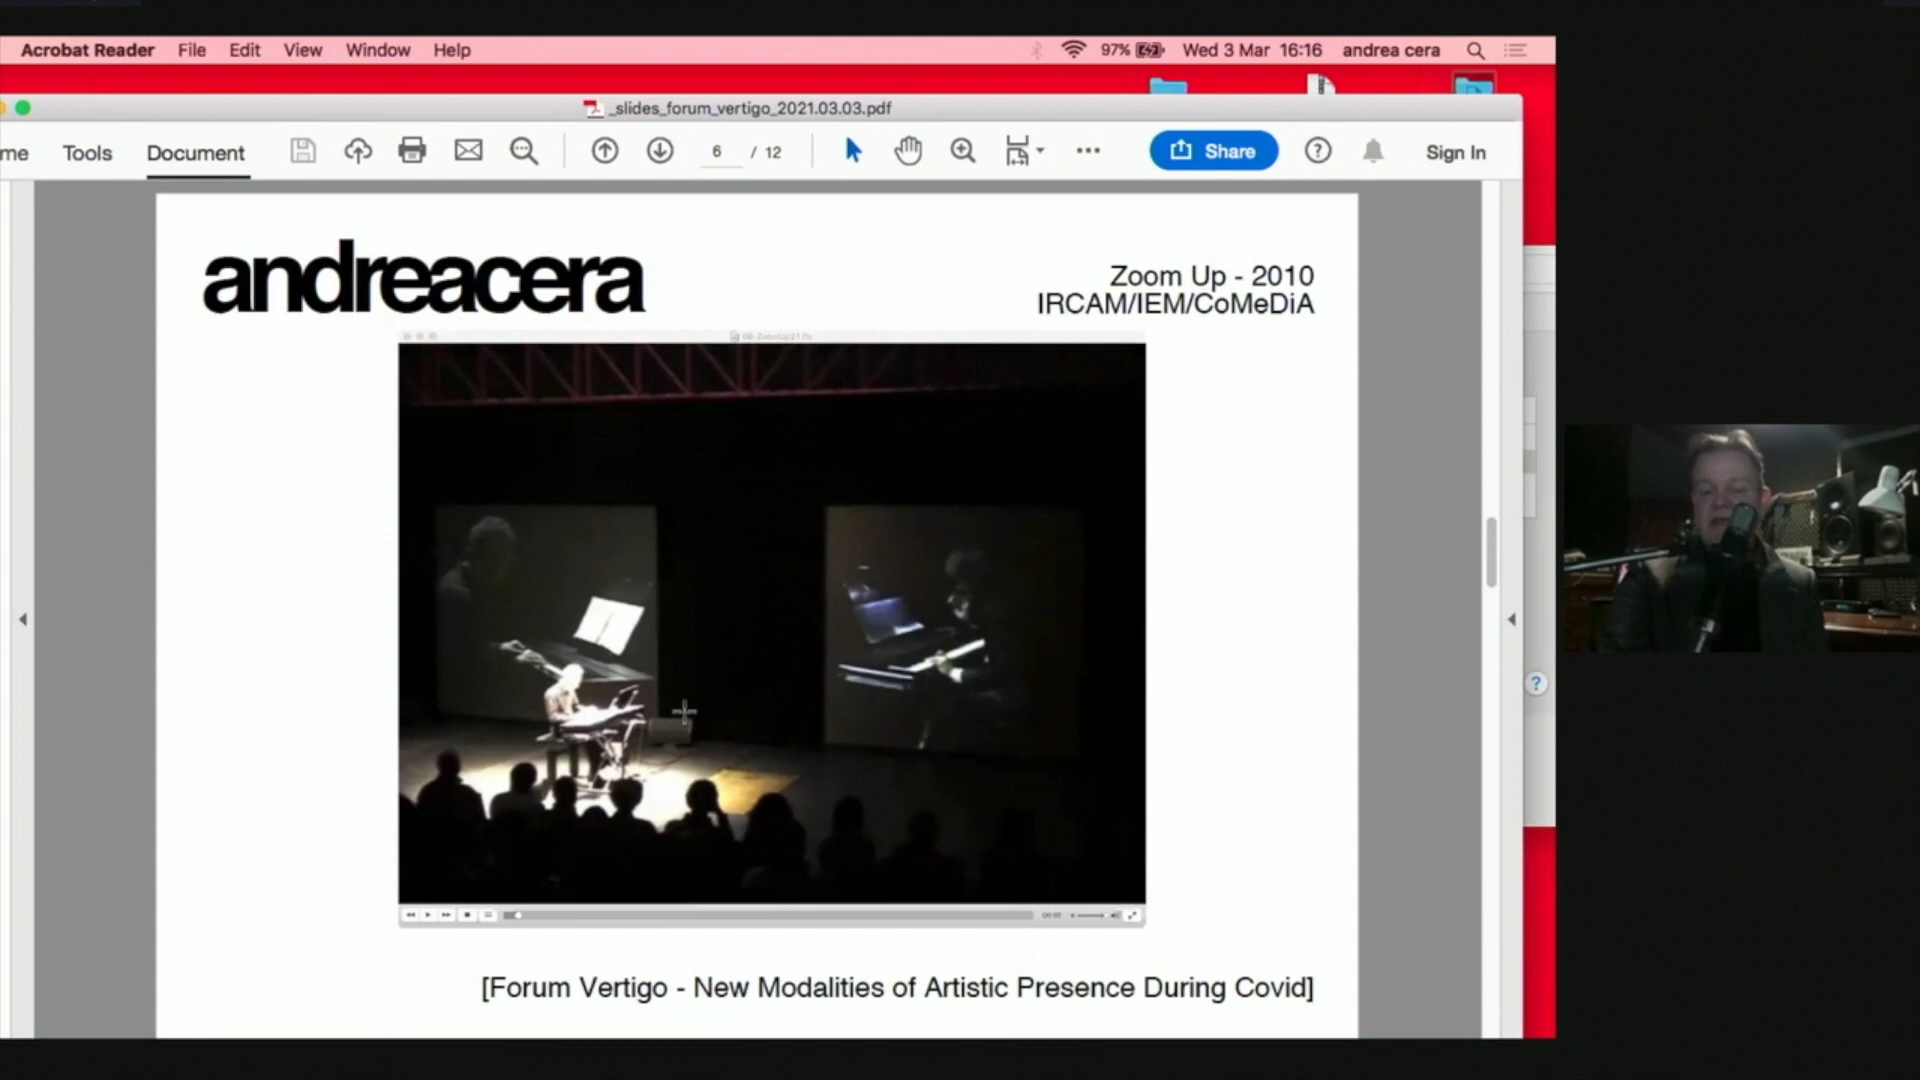 Acrobat Reader File Edit View Window Help 97% Wed 3 Mar 16:16 andrea cera
_slides_forum_vertigo_2021.03.03.pdf
me Tools Document 6 / 12 Share Sign In
andreacera
Zoom Up - 2010
IRCAM/IEM/CoMeDiA
[Forum Vertigo - New Modalities of Artistic Presence During Covid]